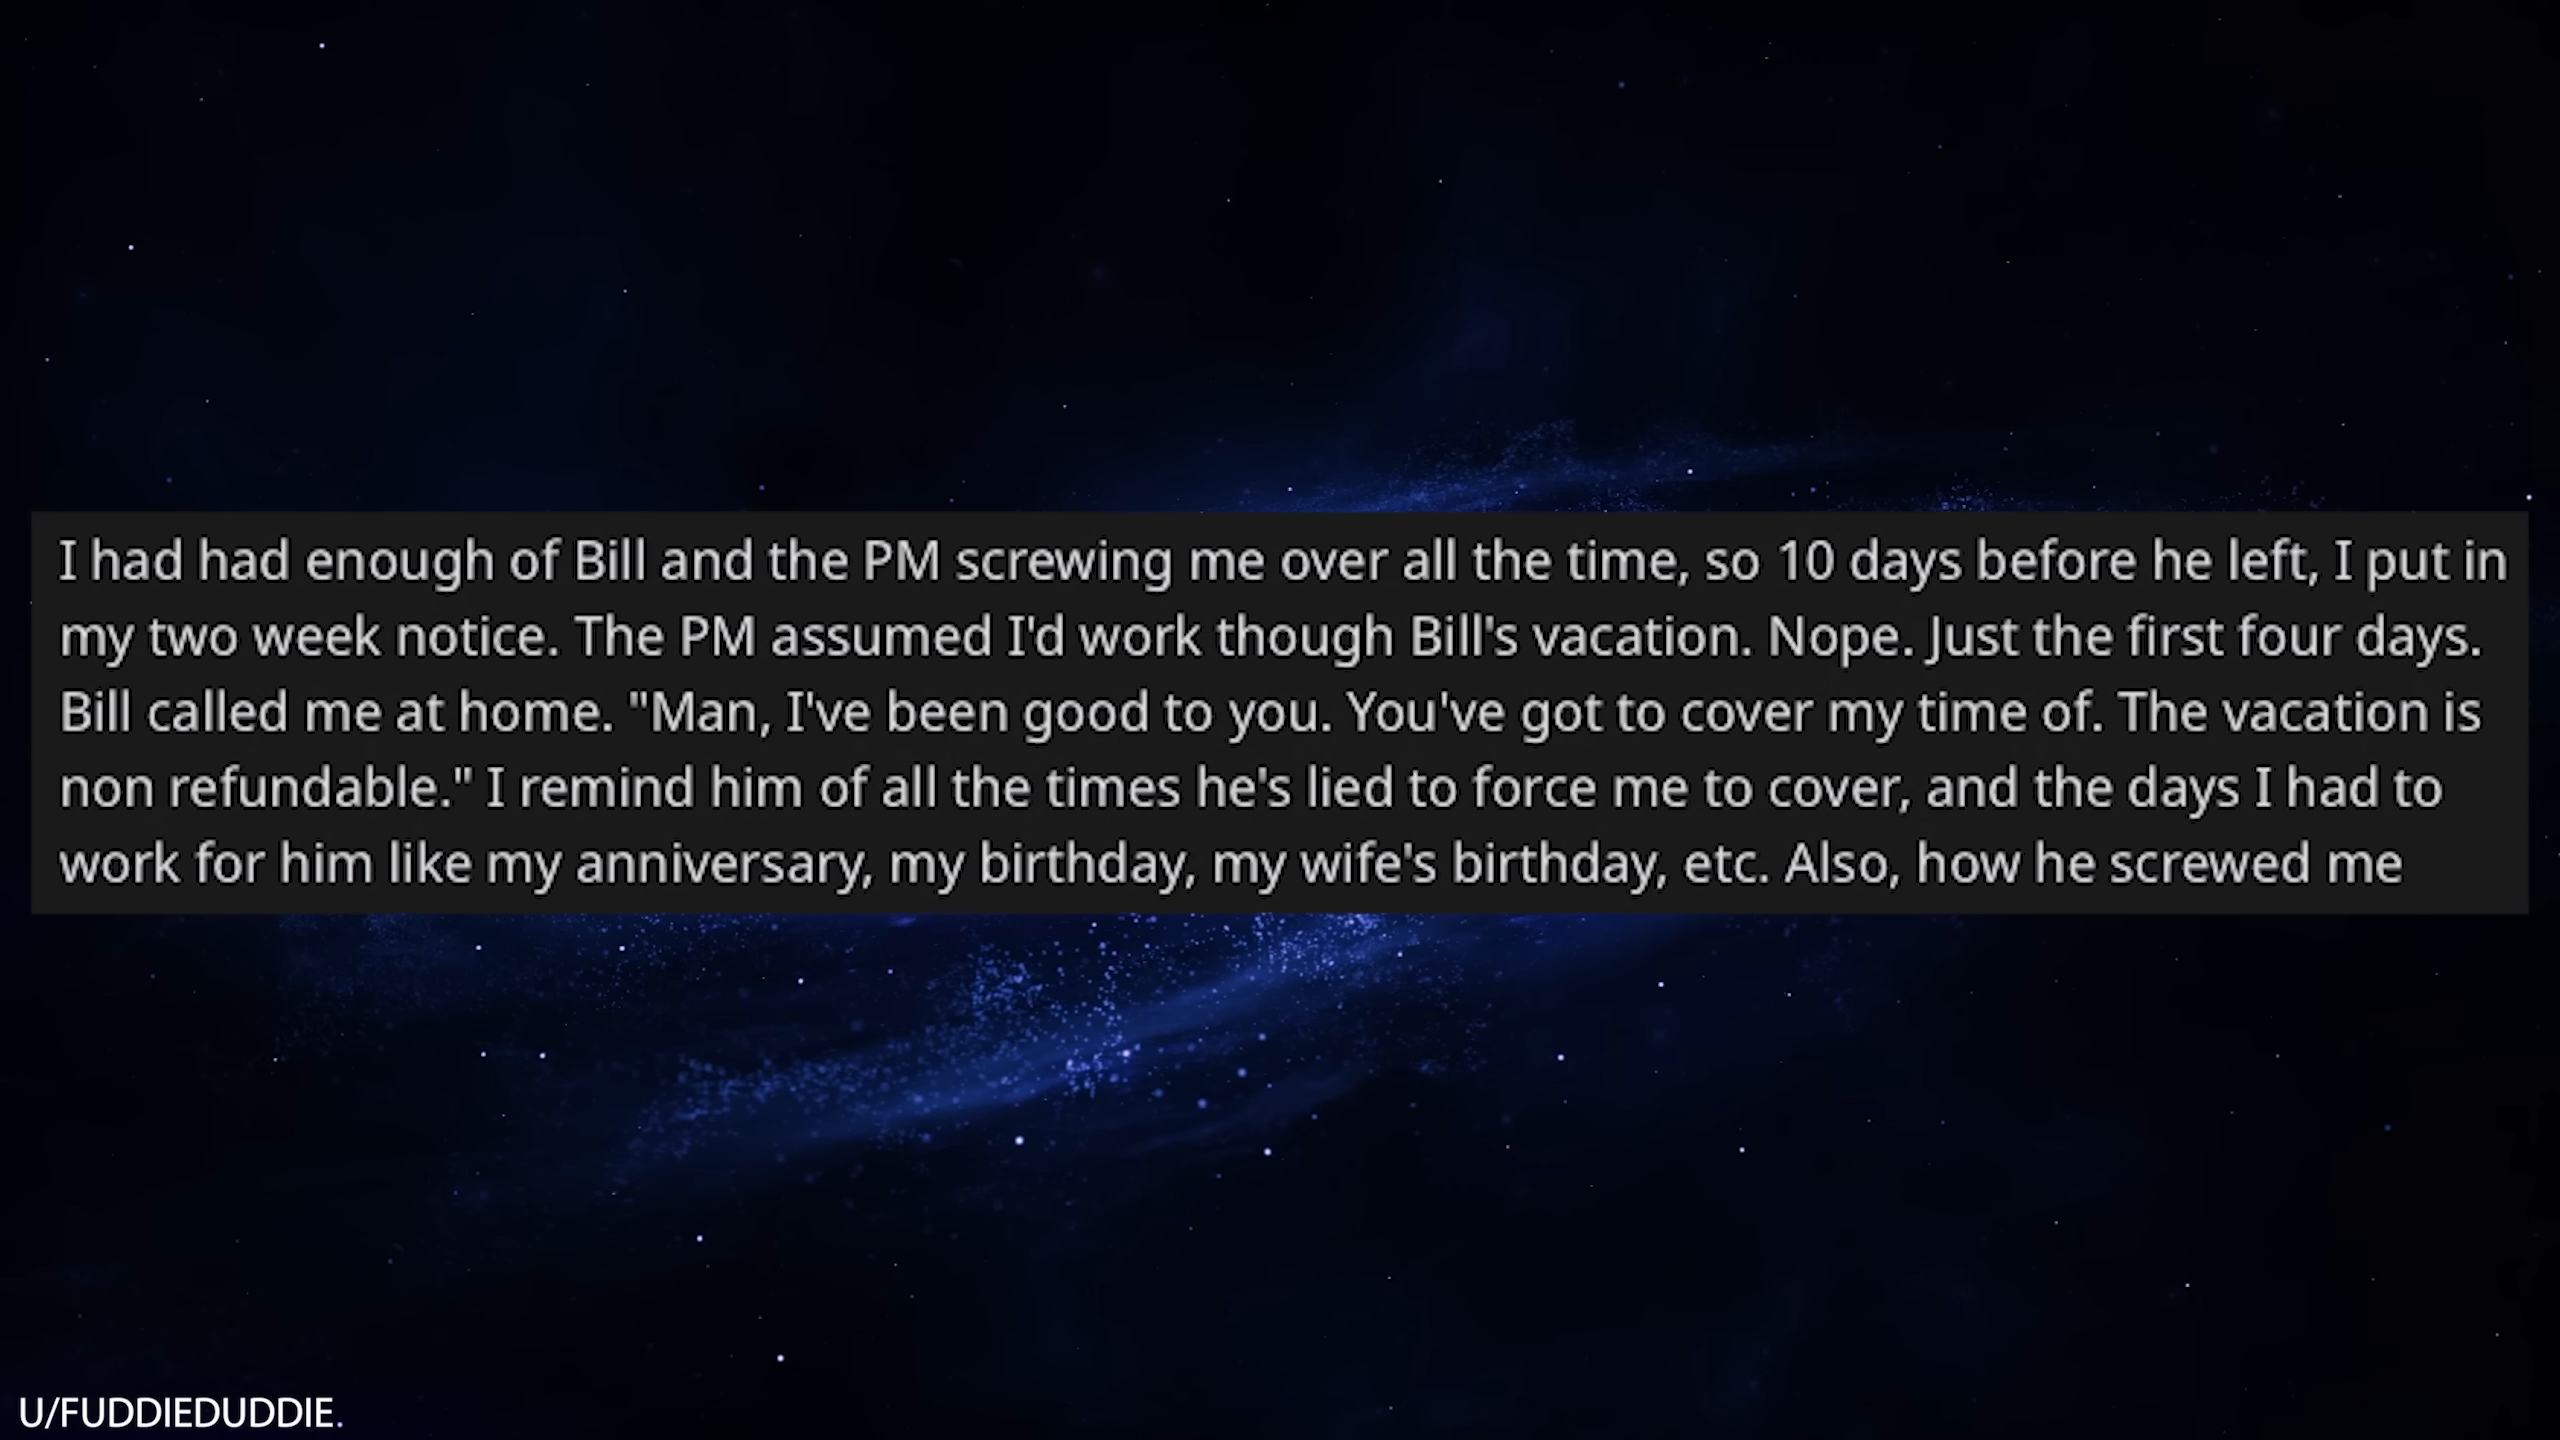 I had had enough of Bill and the PM screwing me over all the time, so 10 days before he left, I put in
my two week notice. The PM assumed I'd work though Bill's vacation. Nope. Just the first four days.
Bill called me at home. "Man, I've been good to you. You've got to cover my time of. The vacation is
non refundable." I remind him of all the times he's lied to force me to cover, and the days I had to
work for him like my anniversary, my birthday, my wife's birthday, etc. Also, how he screwed me
U/FUDDIEDUDDIE.